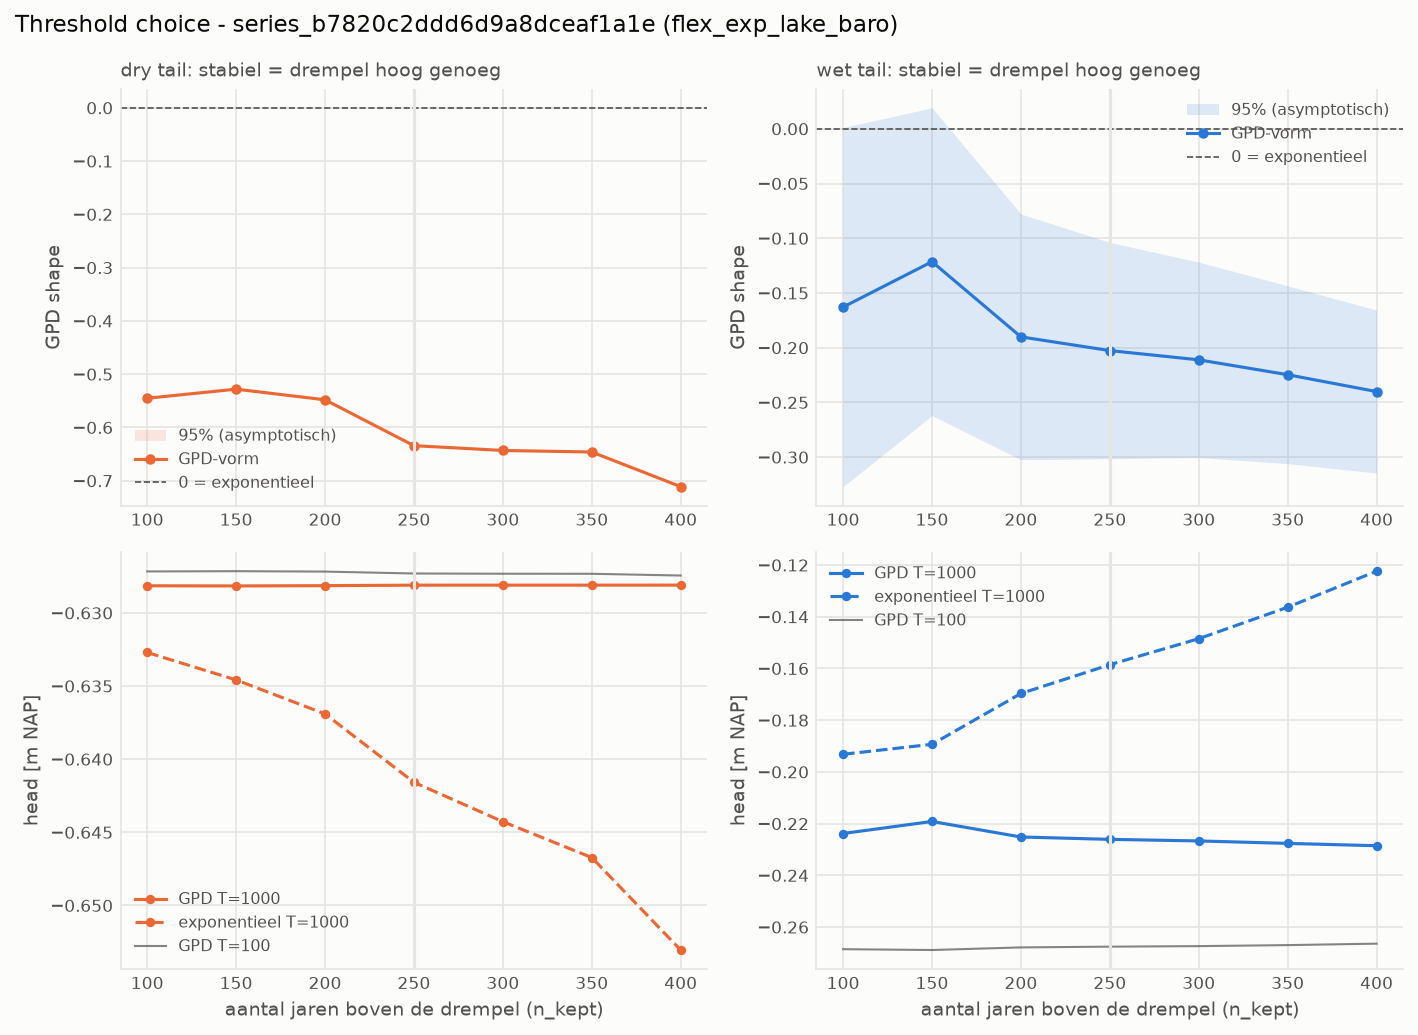 Threshold choice - series_b7820c2ddd6d9a8dceaf1a1e (flex_exp_lake_baro)
dry tail: stabiel = drempel hoog genoeg
GPD shape
0.0
−0.1
−0.2
−0.3
−0.4
−0.5
−0.6
−0.7
95% (asymptotisch)
GPD-vorm
0 = exponentieel
100 150 200 250 300 350 400
wet tail: stabiel = drempel hoog genoeg
GPD shape
0.00
−0.05
−0.10
−0.15
−0.20
−0.25
−0.30
95% (asymptotisch)
GPD-vorm
0 = exponentieel
100 150 200 250 300 350 400
head [m NAP]
−0.630
−0.635
−0.640
−0.645
−0.650
GPD T=1000
exponentieel T=1000
GPD T=100
100 150 200 250 300 350 400
aantal jaren boven de drempel (n_kept)
head [m NAP]
−0.12
−0.14
−0.16
−0.18
−0.20
−0.22
−0.24
−0.26
GPD T=1000
exponentieel T=1000
GPD T=100
100 150 200 250 300 350 400
aantal jaren boven de drempel (n_kept)